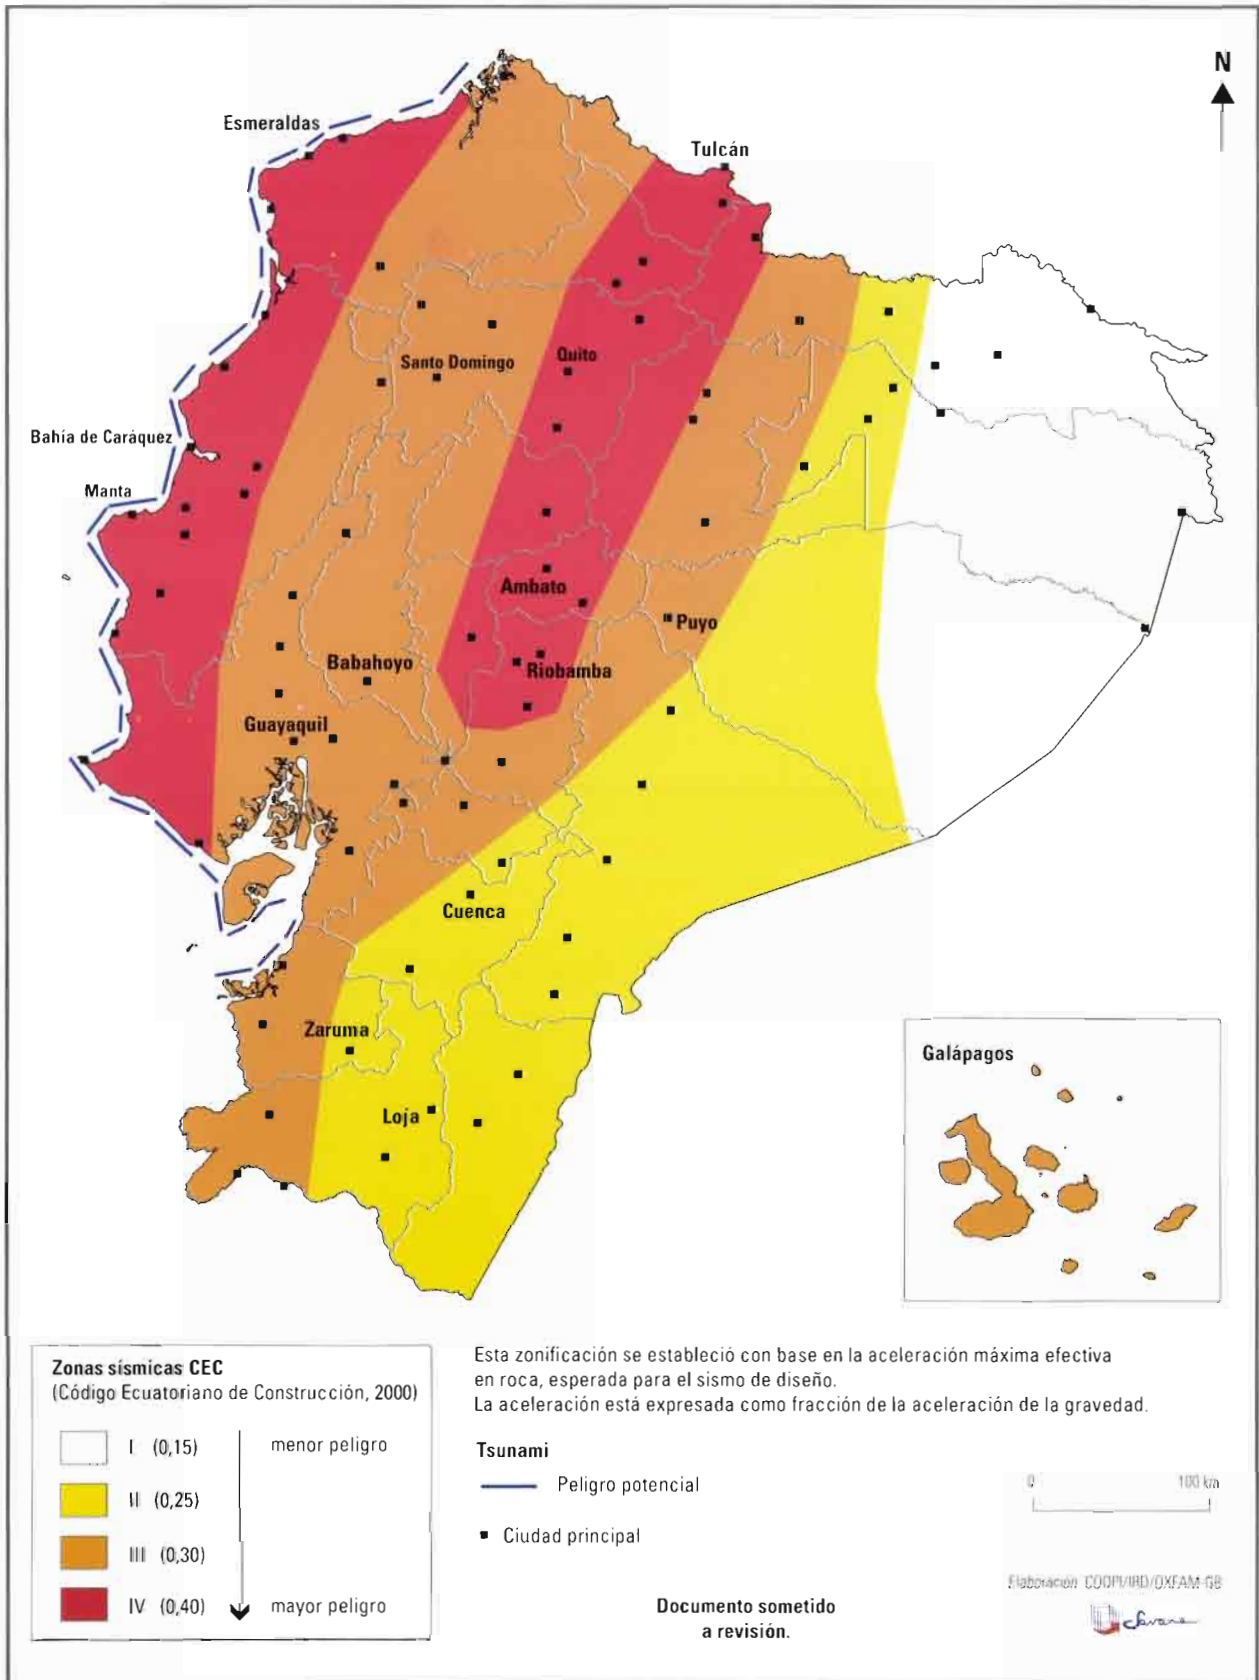 N
Esmeraldas
Tulcán
Quito
Santo Domingo
Bahía de Caráquez
Manta
Ambato
Puyo
Babahoyo
Riobamba
Guayaquil
Cuenca
Zaruma
Loja
Galápagos
Zonas sísmicas CEC
(Código Ecuatoriano de Construcción, 2000)
I (0,15) menor peligro
II (0,25)
III (0,30)
IV (0,40) mayor peligro
Esta zonificación se estableció con base en la aceleración máxima efectiva
en roca, esperada para el sismo de diseño.
La aceleración está expresada como fracción de la aceleración de la gravedad.
Tsunami
Peligro potencial
Ciudad principal
0 100 km
Elaboración: COOPI/IRD/OXFAM-GB
Savane
Documento sometido
a revisión.